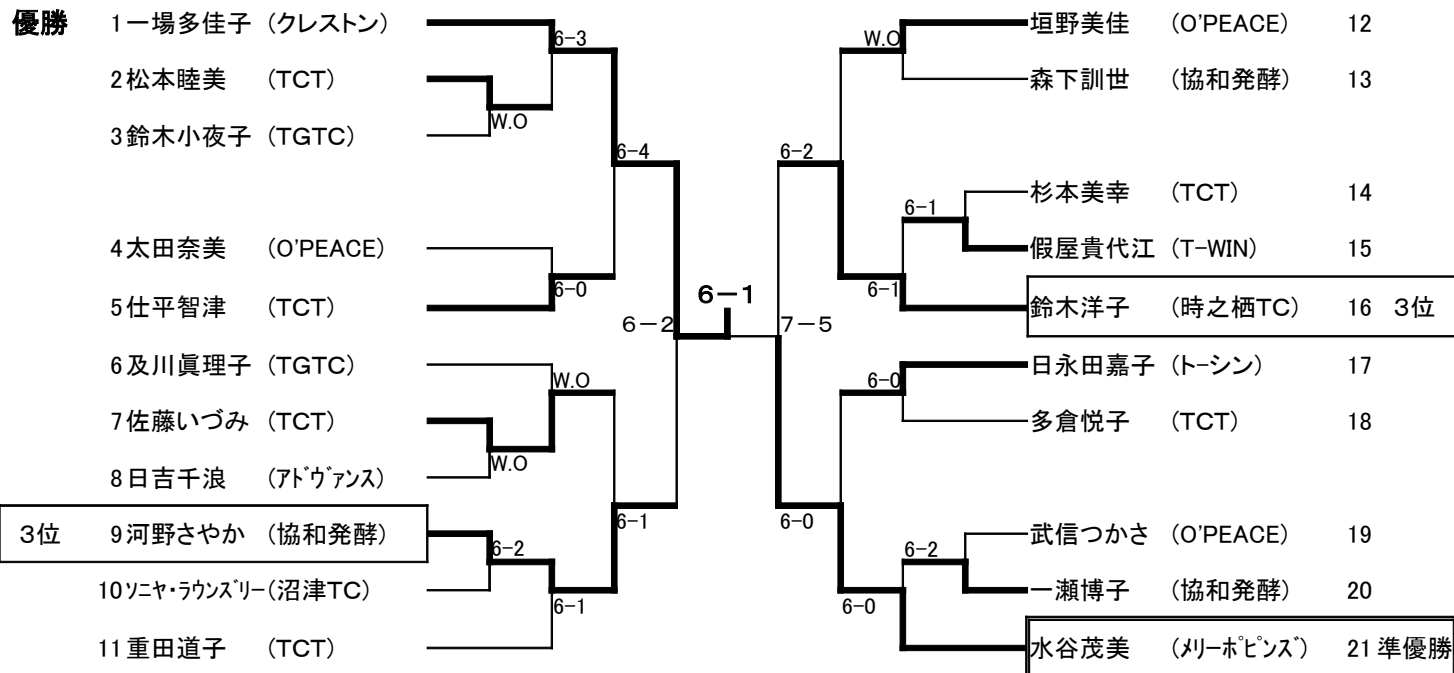 優勝 1 一場多佳子 (クレストン) 6-3 W.O 垣野美佳 (O'PEACE) 12
2 松本睦美 (TCT) 森下訓世 (協和発酵) 13
W.O
3 鈴木小夜子 (TGTC)
6-4 6-2
杉本美幸 (TCT) 14
6-1
4 太田奈美 (O'PEACE) 假屋貴代江 (T-WIN) 15
6-0 6-1
5 仕平智津 (TCT) 6-1 鈴木洋子 (時之栖TC) 16 3位
6-2 7-5
6 及川眞理子 (TGTC) 日永田嘉子 (トーシン) 17
W.O 6-0
7 佐藤いづみ (TCT) 多倉悦子 (TCT) 18
W.O
8 日吉千浪 (アドヴァンス)
6-1 6-0
3位 9 河野さやか (協和発酵) 武信つかさ (O'PEACE) 19
6-2 6-2
10 ソニヤ・ラウンズリー (沼津TC) 一瀬博子 (協和発酵) 20
6-1 6-0
11 重田道子 (TCT) 水谷茂美 (メリーポピンズ) 21 準優勝